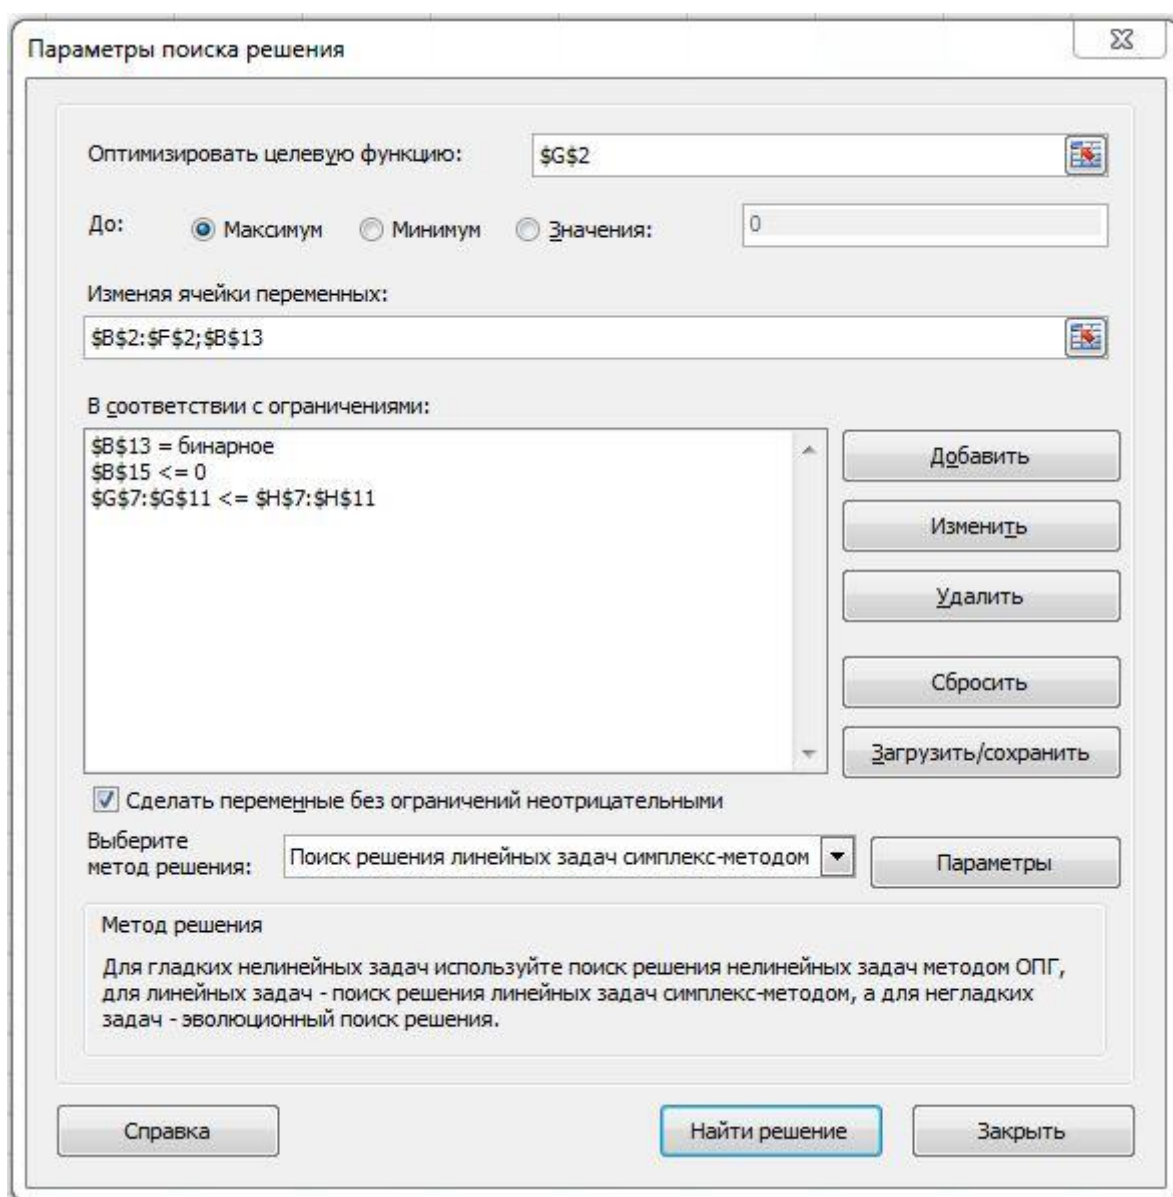 Параметры поиска решения
Оптимизировать целевую функцию: $G$2
До: Максимум Минимум Значения: 0
Изменяя ячейки переменных:
$B$2:$F$2;$B$13
В соответствии с ограничениями:
$B$13 = бинарное
$B$15 <= 0
$G$7:$G$11 <= $H$7:$H$11
Добавить
Изменить
Удалить
Сбросить
Загрузить/сохранить
Сделать переменные без ограничений неотрицательными
Выберите
метод решения:
Поиск решения линейных задач симплекс-методом
Параметры
Метод решения
Для гладких нелинейных задач используйте поиск решения нелинейных задач методом ОПГ,
для линейных задач - поиск решения линейных задач симплекс-методом, а для негладких
задач - эволюционный поиск решения.
Справка
Найти решение
Закрыть